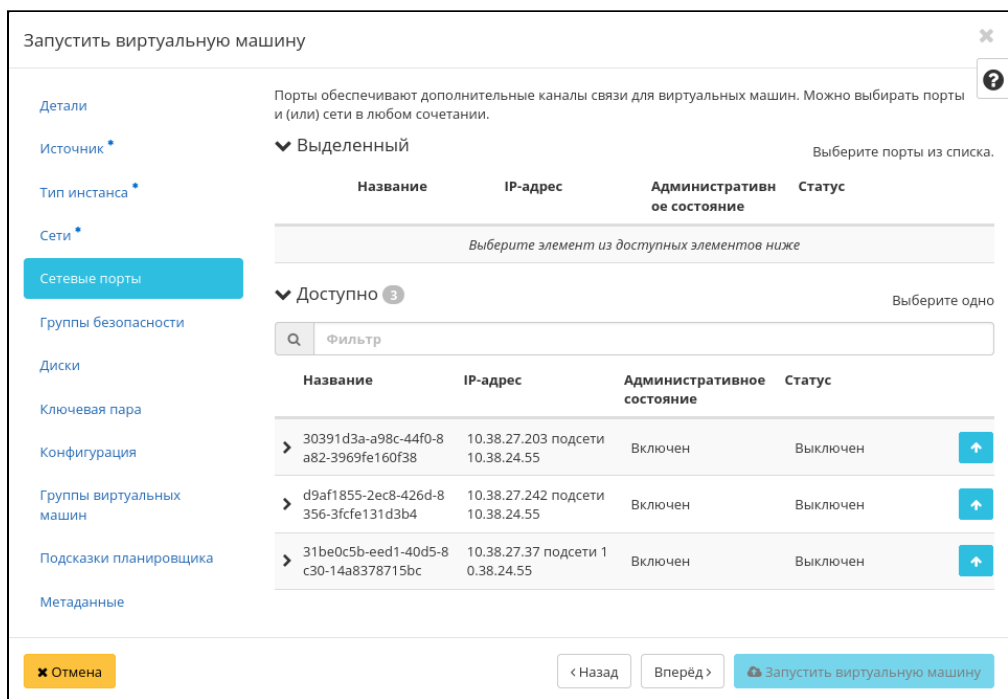 Запустить виртуальную машину
Детали
Источник *
Тип инстанса *
Сети *
Сетевые порты
Группы безопасности
Диски
Ключевая пара
Конфигурация
Группы виртуальных
машин
Подсказки планировщика
Метаданные
Порты обеспечивают дополнительные каналы связи для виртуальных машин. Можно выбирать порты
и (или) сети в любом сочетании.
Выделенный
Выберите порты из списка.
Название IP-адрес Административн Статус
ое состояние
Выберите элемент из доступных элементов ниже
Доступно 3
Выберите одно
Фильтр
Название IP-адрес Административное Статус
состояние
30391d3a-a98c-44f0-8 10.38.27.203 подсети Включен Выключен
a82-3969fe160f38 10.38.24.55
d9af1855-2ec8-426d-8 10.38.27.242 подсети Включен Выключен
356-3fcfe131d3b4 10.38.24.55
31be0c5b-eed1-40d5-8 10.38.27.37 подсети 1 Включен Выключен
c30-14a8378715bc 0.38.24.55
Отмена
Назад
Вперёд
Запустить виртуальную машину